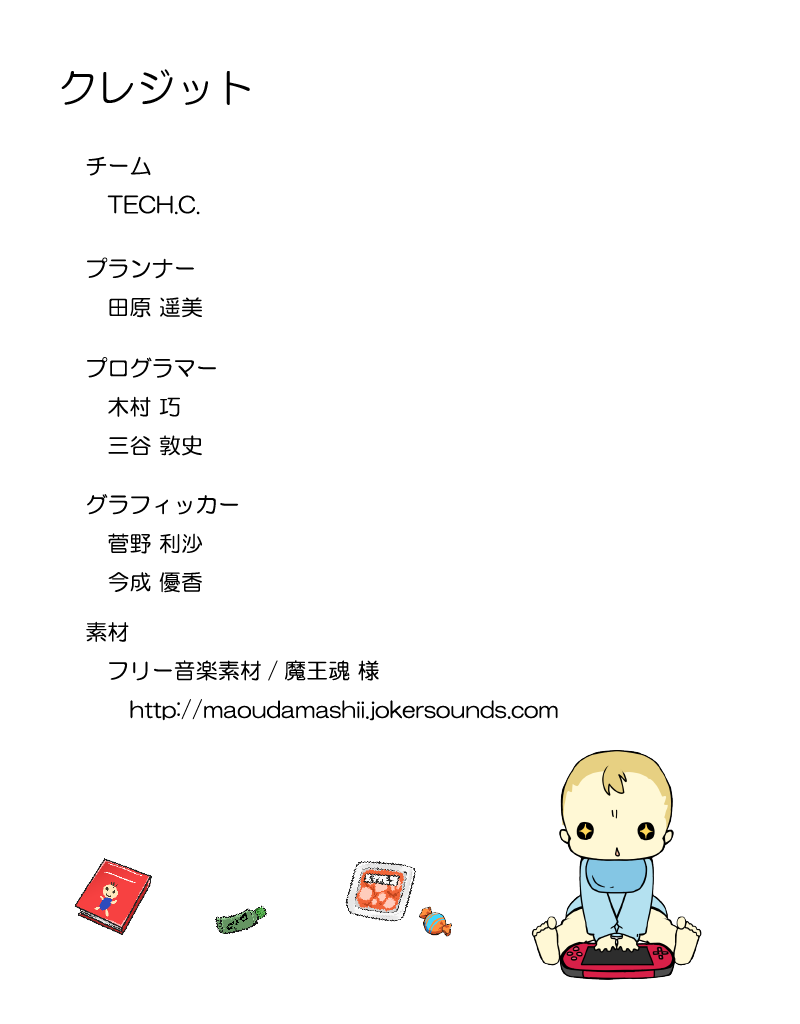 クレジット
チーム
TECH.C.
プランナー
田原 遥美
プログラマー
木村 巧
三谷 敦史
グラフィッカー
菅野 利沙
今成 優香
素材
フリー音楽素材 / 魔王魂 様
http://maoudamashii.jokersounds.com